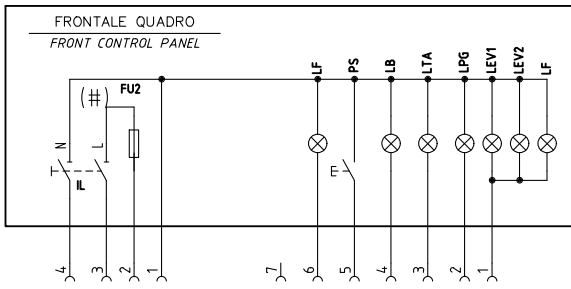 FRONTALE QUADRO
FRONT CONTROL PANEL
LF PS LB LTA LPG LEV1 LEV2 LF
(#) FU2
N L
IL
4 3 2 1 7 6 5 4 3 2 1